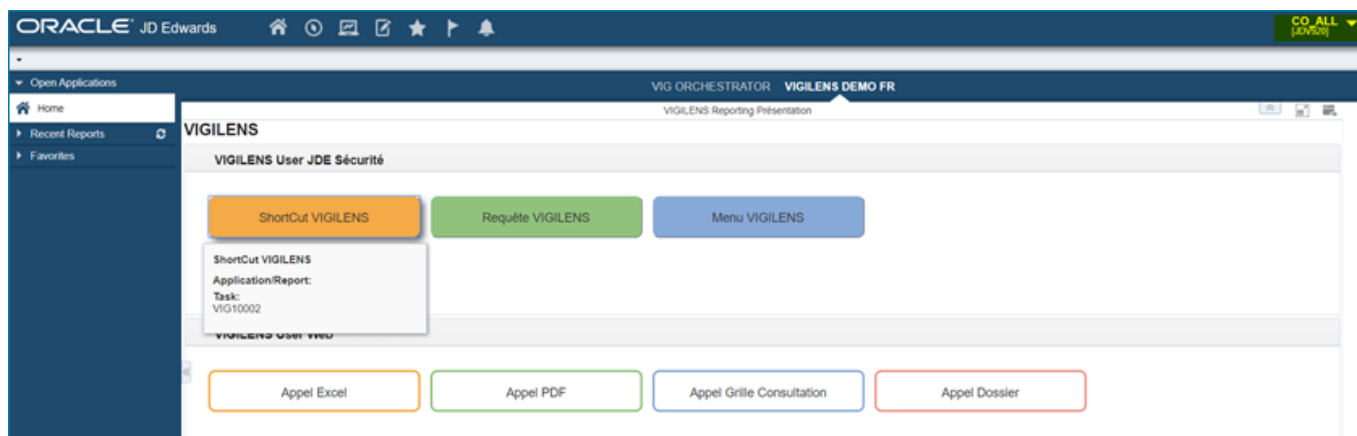 ORACLE® JD Edwards
CO_ALL
[JDV920]
Open Applications
VIG ORCHESTRATOR VIGILENS DEMO FR
Home
VIGILENS Reporting Présentation
Recent Reports
VIGILENS
Favorites
VIGILENS User JDE Sécurité
ShortCut VIGILENS
Requête VIGILENS
Menu VIGILENS
ShortCut VIGILENS
Application/Report:
Task:
VIG10002
VIGILENS User Web
Appel Excel
Appel PDF
Appel Grille Consultation
Appel Dossier